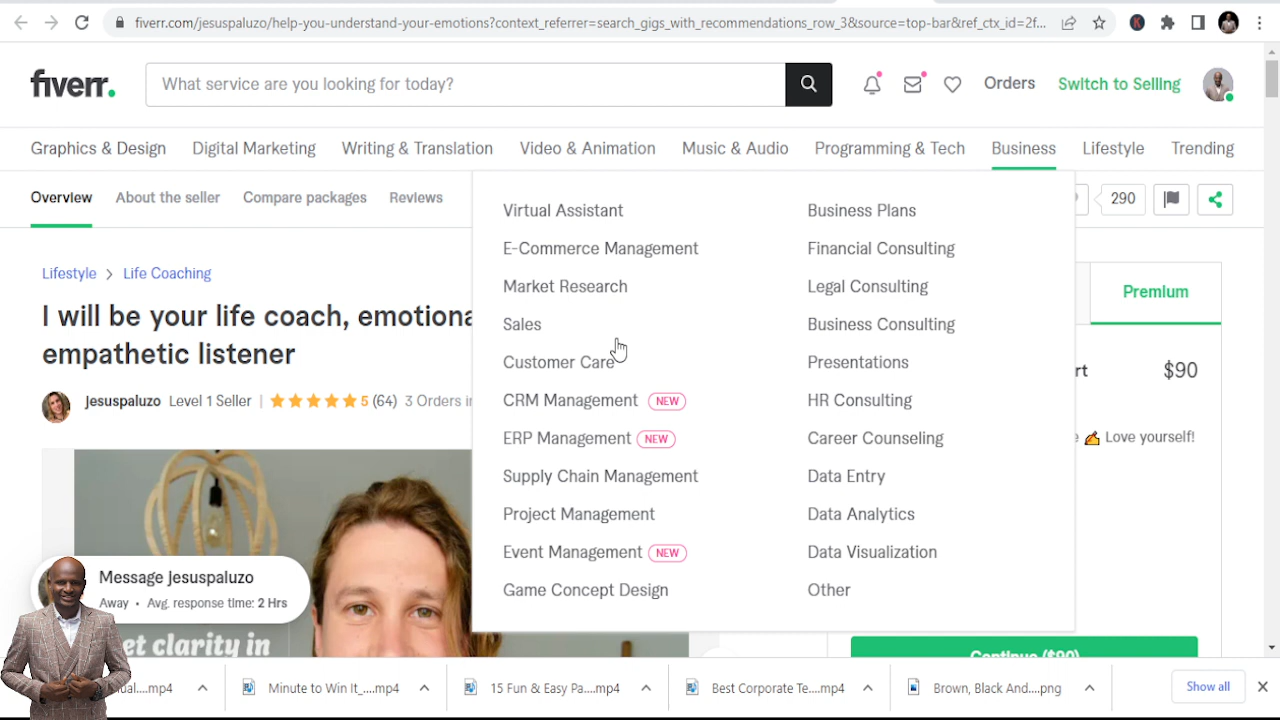 fiverr.com/jesuspaluzo/help-you-understand-your-emotions?context_referrer=search_gigs_with_recommendations_row_3&source=top-bar&ref_ctx_id=2f...
fiverr.
What service are you looking for today?
Orders
Switch to Selling
Graphics & Design
Digital Marketing
Writing & Translation
Video & Animation
Music & Audio
Programming & Tech
Business
Lifestyle
Trending
Overview
About the seller
Compare packages
Reviews
290
Virtual Assistant
E-Commerce Management
Market Research
Sales
Customer Care
CRM Management NEW
ERP Management NEW
Supply Chain Management
Project Management
Event Management NEW
Game Concept Design
Business Plans
Financial Consulting
Legal Consulting
Business Consulting
Presentations
HR Consulting
Career Counseling
Data Entry
Data Analytics
Data Visualization
Other
Lifestyle > Life Coaching
I will be your life coach, emotiona
empathetic listener
Jesuspaluzo Level 1 Seller | 5 (64) 3 Orders i
Premium
rt $90
Love yourself!
Continue ($90)
Message Jesuspaluzo
Away • Avg. response time: 2 Hrs
et clarity in
ual....mp4
Minute to Win It_....mp4
15 Fun & Easy Pa....mp4
Best Corporate Te....mp4
Brown, Black And....png
Show all